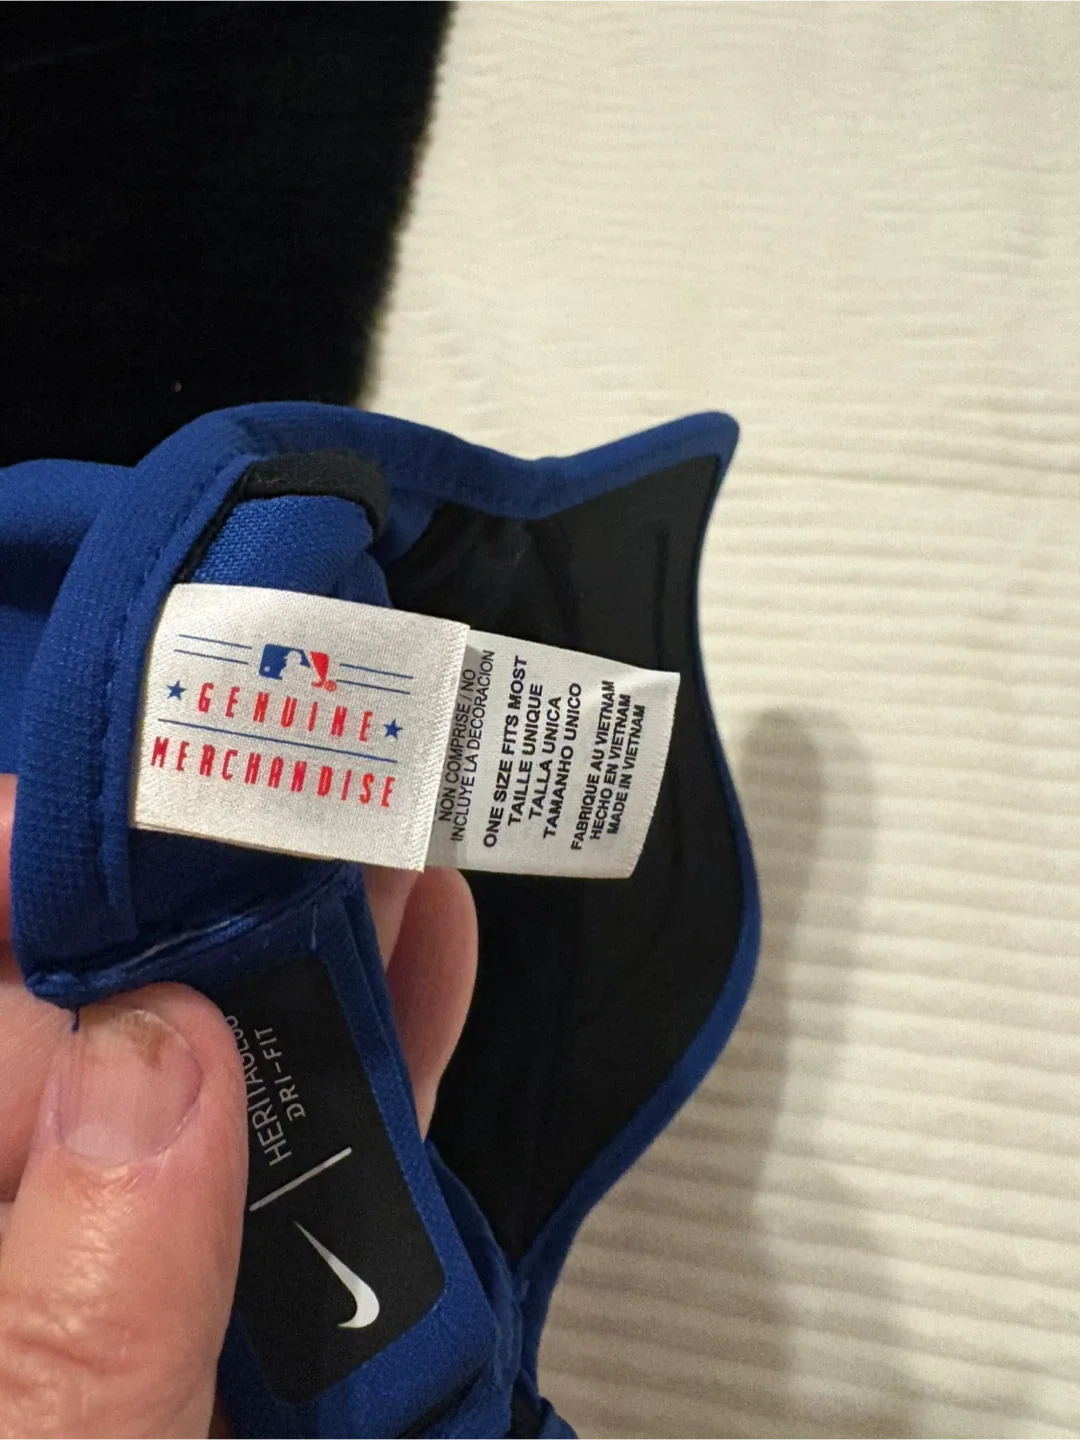 GENUINE
MERCHANDISE
NON COMPRISE / NO
INCLUYE LA DECORACION
ONE SIZE FITS MOST
TAILLE UNIQUE
TALLA UNICA
TAMANHO UNICO
FABRIQUE AU VIETNAM
HECHO EN VIETNAM
MADE IN VIETNAM
DRI-FIT